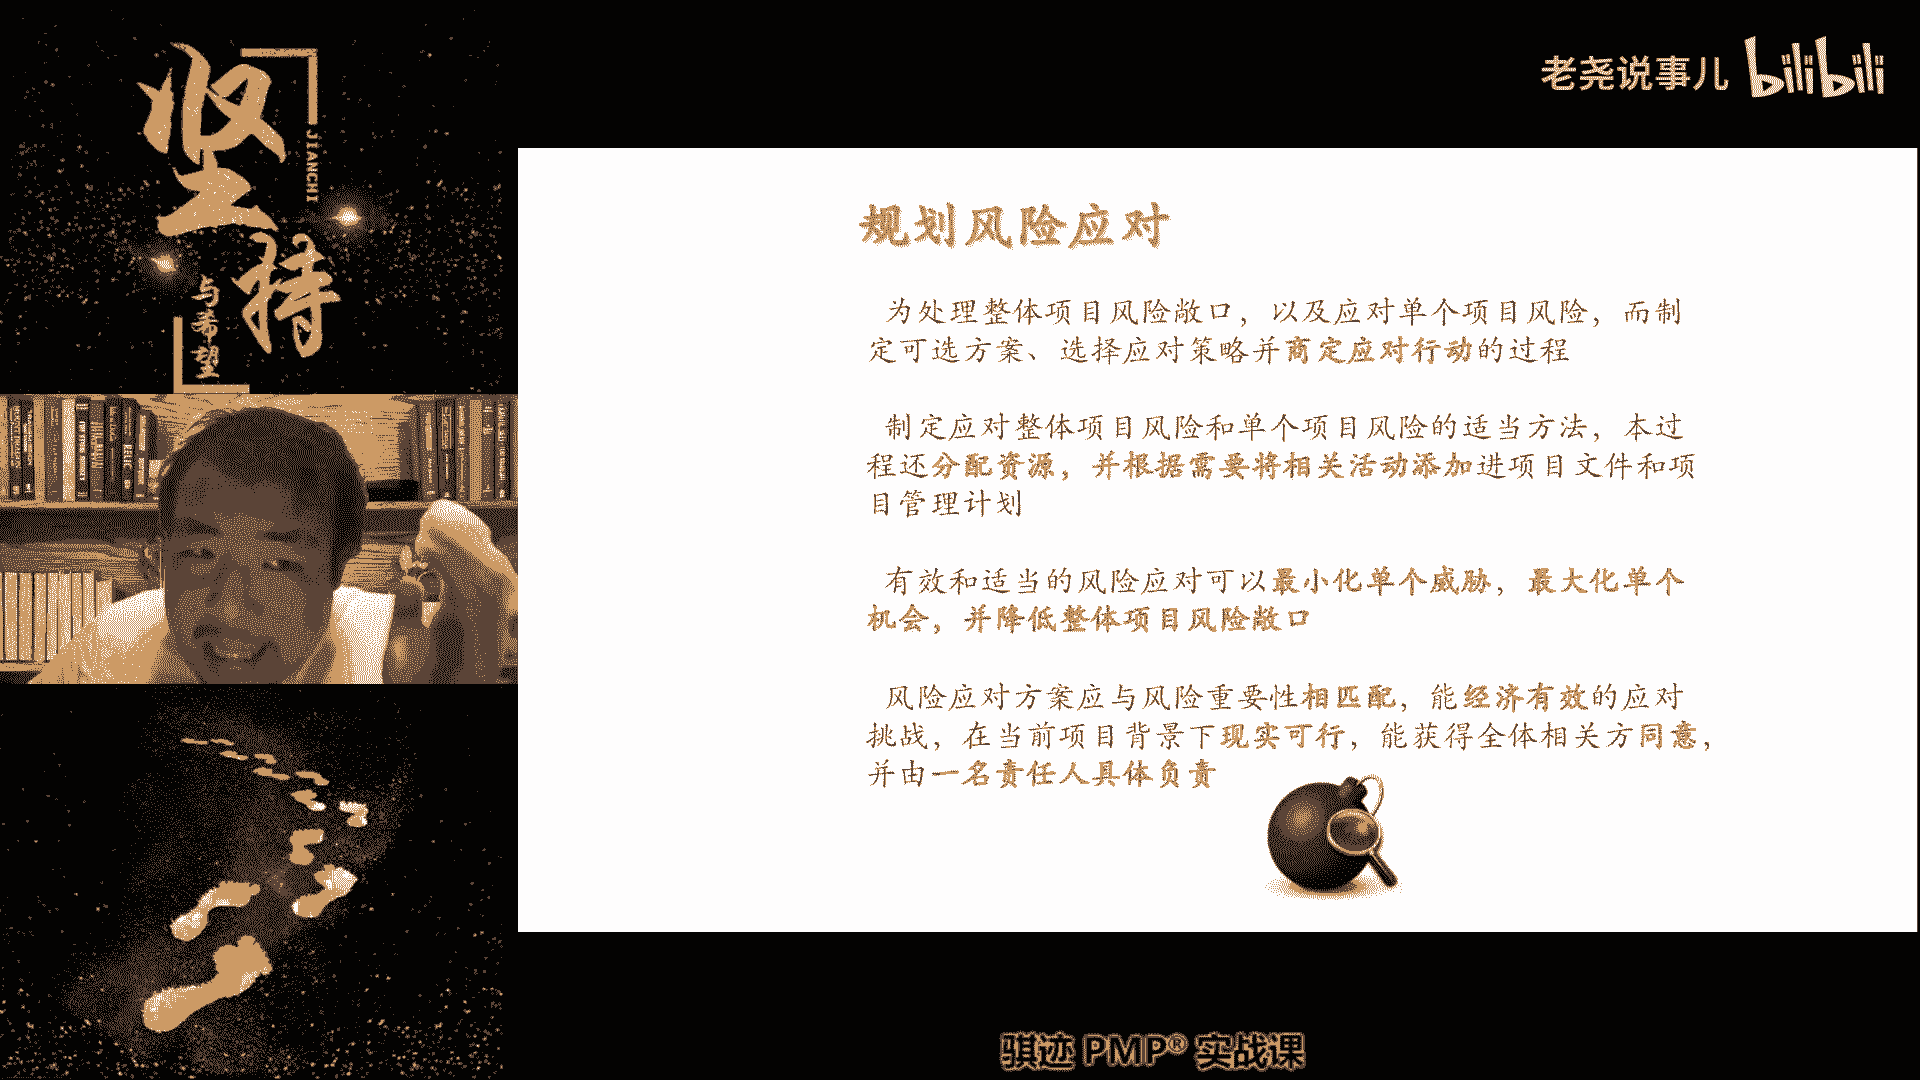 坚持
JIANCHI
与希望
老尧说事儿 bilibili
规划风险应对
为处理整体项目风险敞口，以及应对单个项目风险，而制
定可选方案、选择应对策略并商定应对行动的过程
制定应对整体项目风险和单个项目风险的适当方法，本过
程还分配资源，并根据需要将相关活动添加进项目文件和项
目管理计划
有效和适当的风险应对可以最小化单个威胁，最大化单个
机会，并降低整体项目风险敞口
风险应对方案应与风险重要性相匹配，能经济有效的应对
挑战，在当前项目背景下现实可行，能获得全体相关方同意，
并由一名责任人具体负责
骐迹 PMP® 实战课